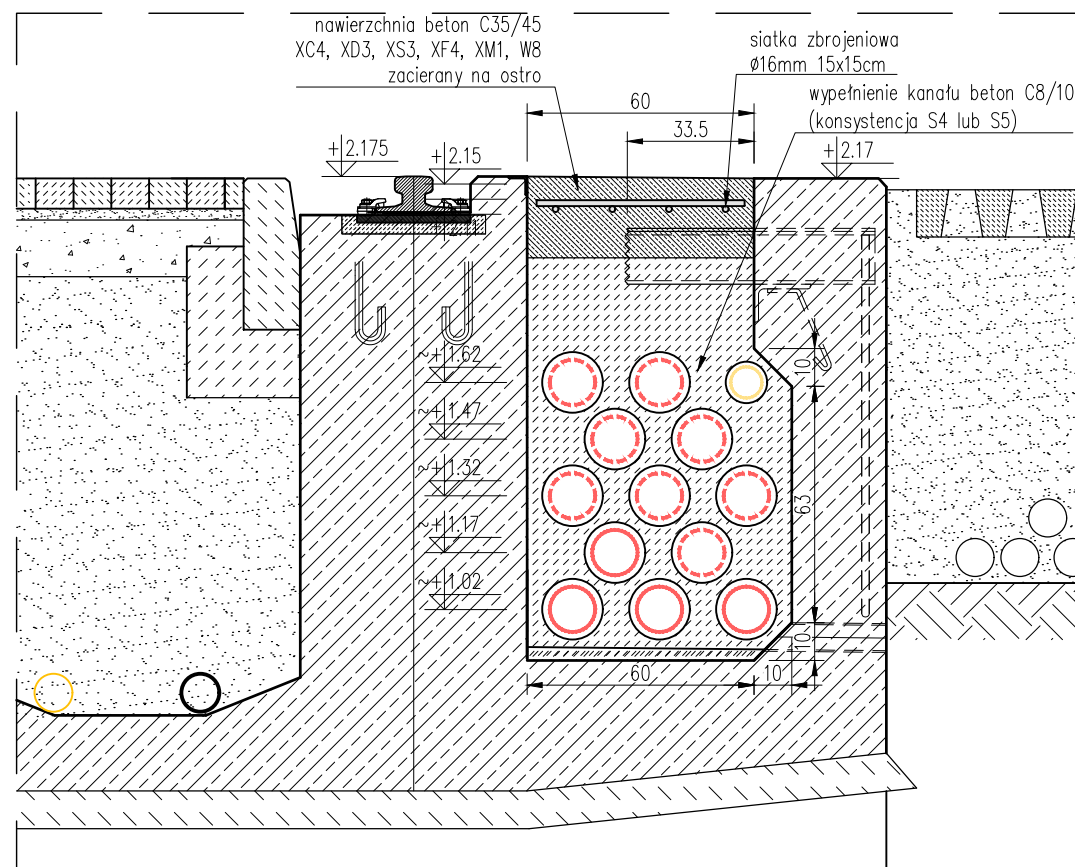 nawierzchnia beton C35/45
XC4, XD3, XS3, XF4, XM1, W8
zacierany na ostro
siatka zbrojeniowa
ø16mm 15x15cm
wypełnienie kanału beton C8/10
(konsystencja S4 lub S5)
60
33.5
+2.175
+2.15
+2.17
~+1.62
~+1.47
~+1.32
~+1.17
~+1.02
10
63
10
60
10